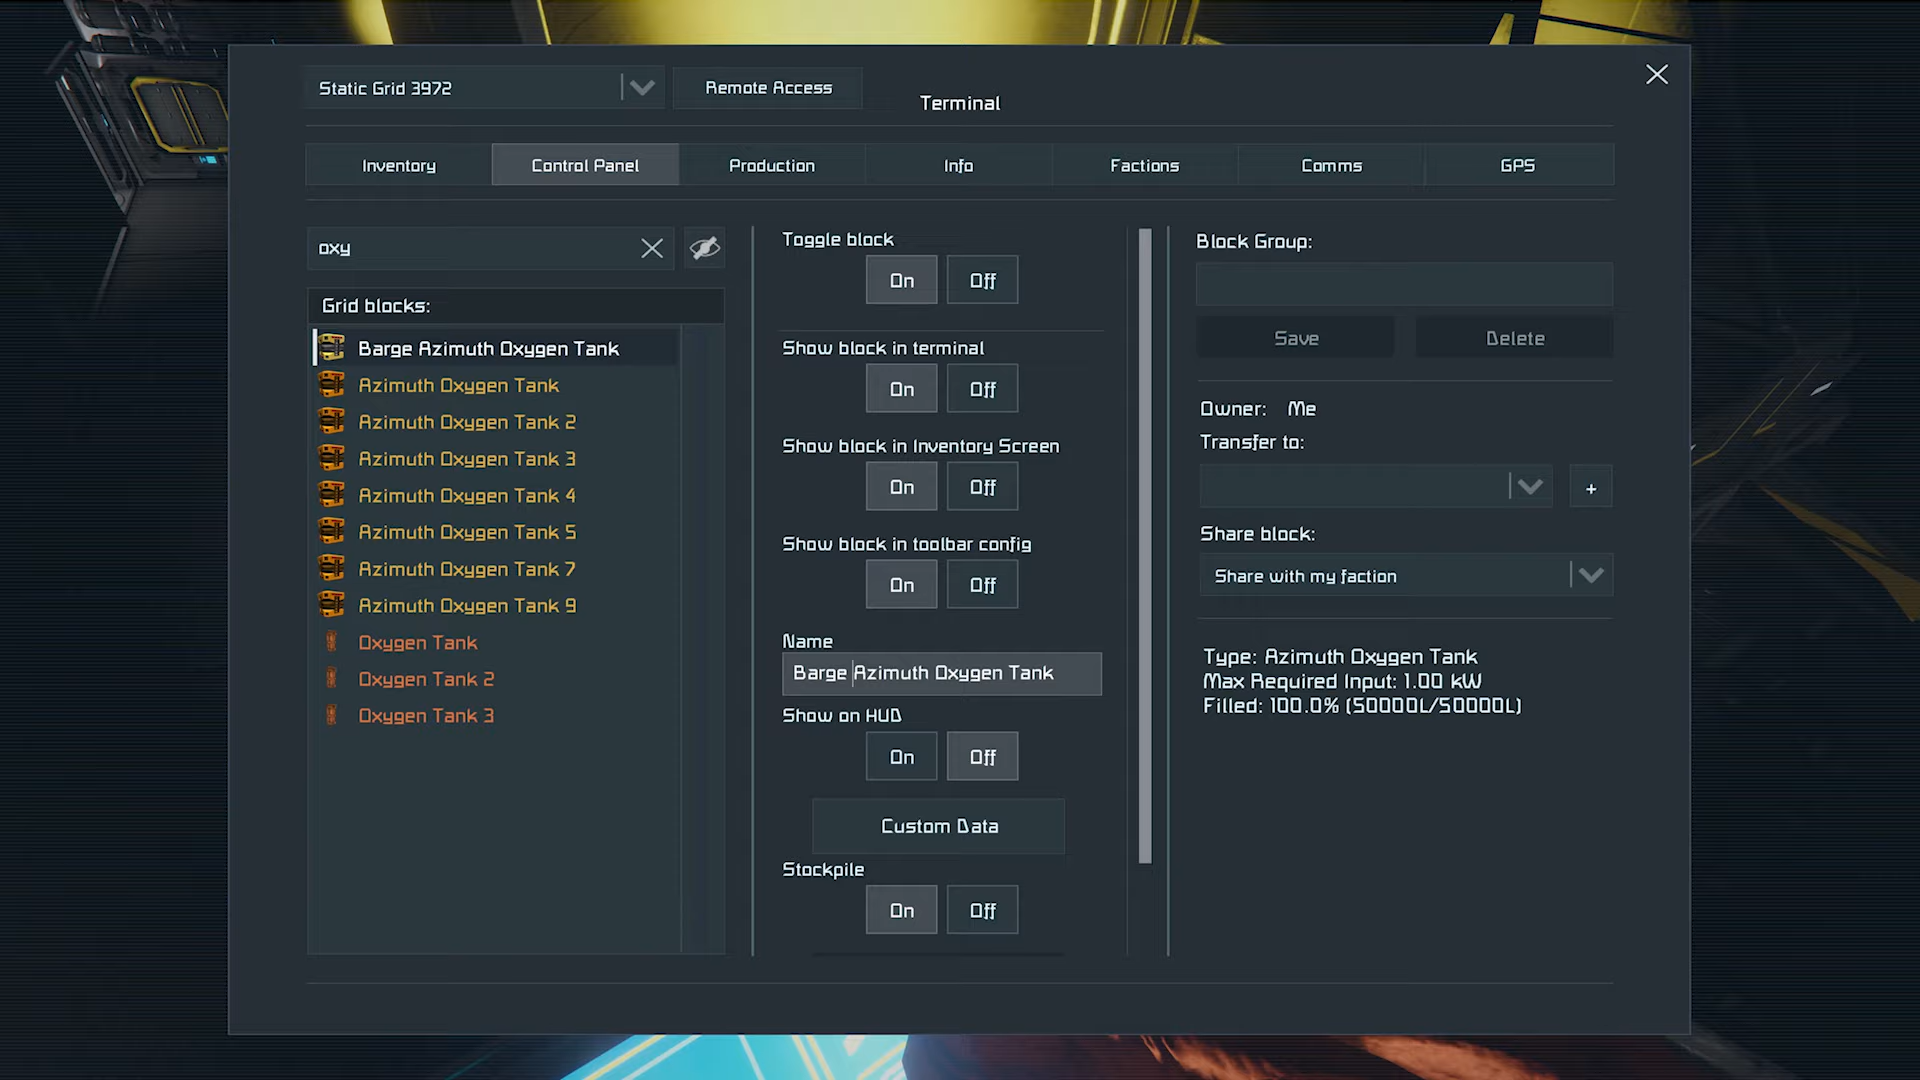 Static Grid 3972
Remote Access
Terminal
Inventory
Control Panel
Production
Info
Factions
Comms
GPS
oxy
Grid blocks:
Barge Azimuth Oxygen Tank
Azimuth Oxygen Tank
Azimuth Oxygen Tank 2
Azimuth Oxygen Tank 3
Azimuth Oxygen Tank 4
Azimuth Oxygen Tank 5
Azimuth Oxygen Tank 7
Azimuth Oxygen Tank 9
Oxygen Tank
Oxygen Tank 2
Oxygen Tank 3
Toggle block
On
Off
Show block in terminal
On
Off
Show block in Inventory Screen
On
Off
Show block in toolbar config
On
Off
Name
Barge Azimuth Oxygen Tank
Show on HUD
On
Off
Custom Data
Stockpile
On
Off
Block Group:
Save
Delete
Owner: Me
Transfer to:
+
Share block:
Share with my faction
Type: Azimuth Oxygen Tank
Max Required Input: 1.00 kW
Filled: 100.0% (50000L/50000L)